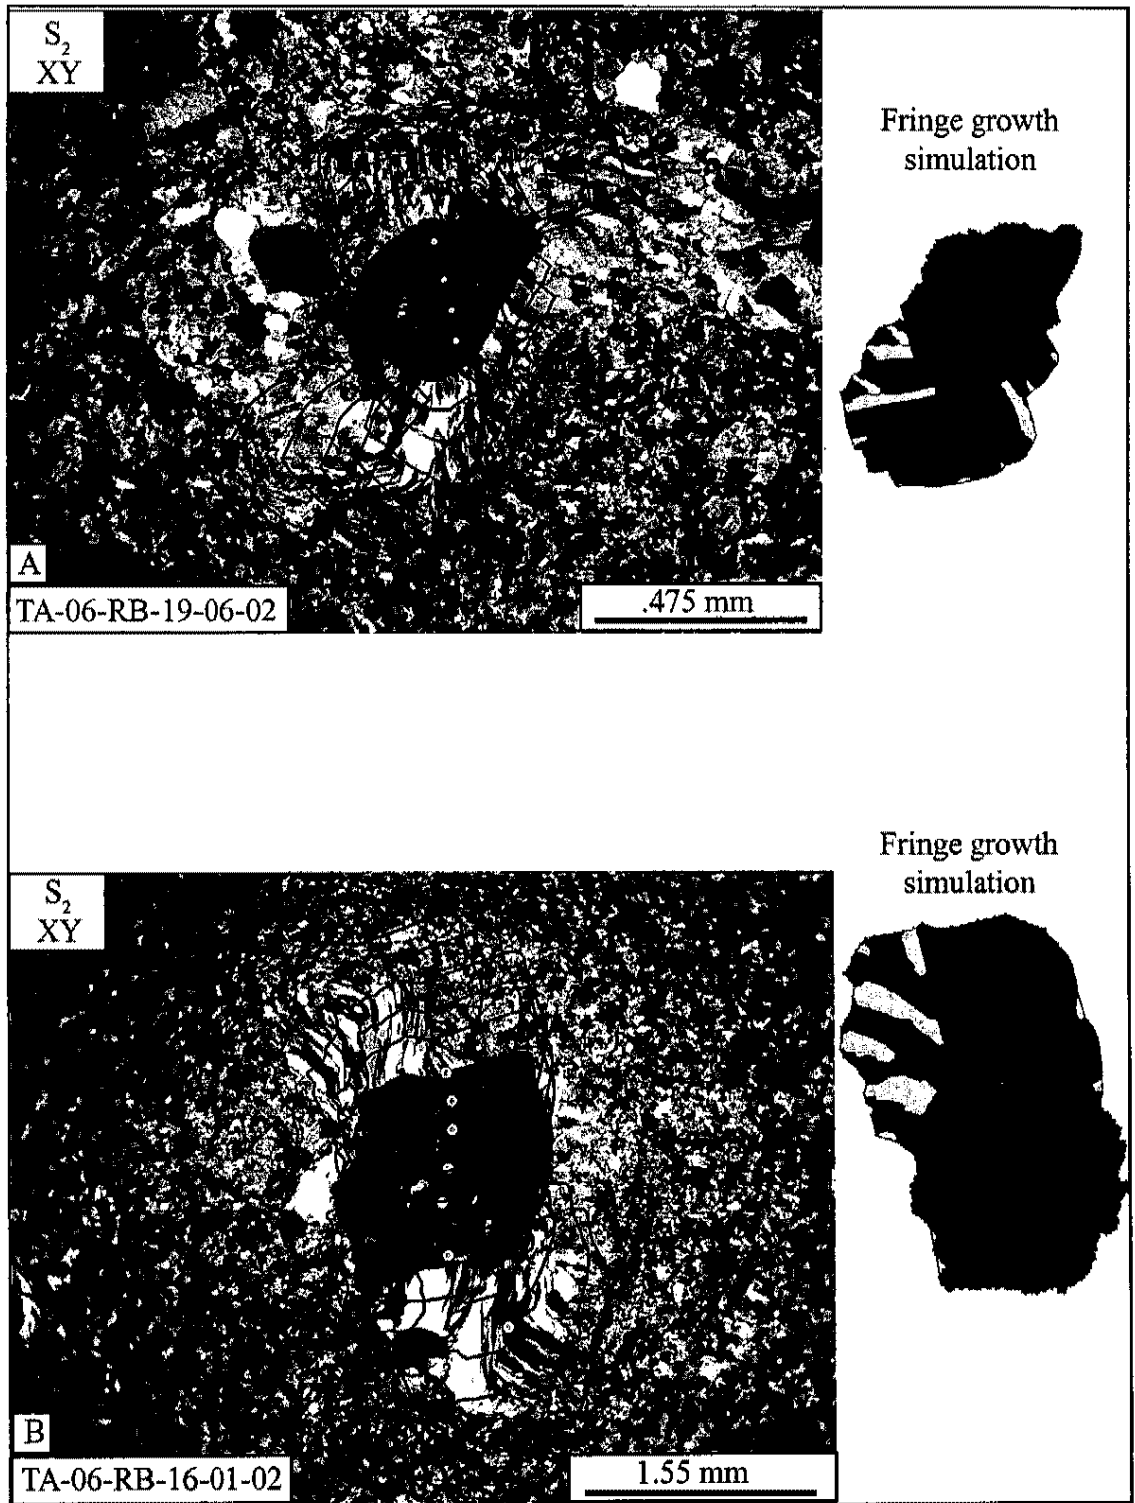 S₂
XY
Fringe growth
simulation
A
TA-06-RB-19-06-02
.475 mm
Fringe growth
simulation
S₂
XY
B
TA-06-RB-16-01-02
1.55 mm